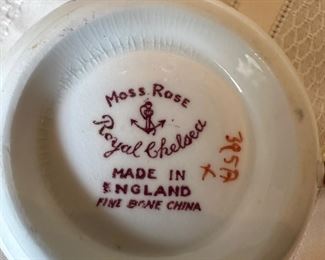 Moss Rose
Royal Chelsea
MADE IN
ENGLAND
FINE BONE CHINA
395A
X